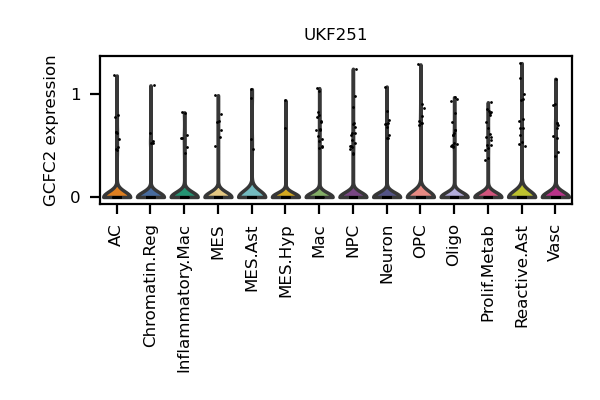 UKF251
GCFC2 expression
1
0
AC
Chromatin.Reg
Inflammatory.Mac
MES
MES.Ast
MES.Hyp
Mac
NPC
Neuron
OPC
Oligo
Prolif.Metab
Reactive.Ast
Vasc